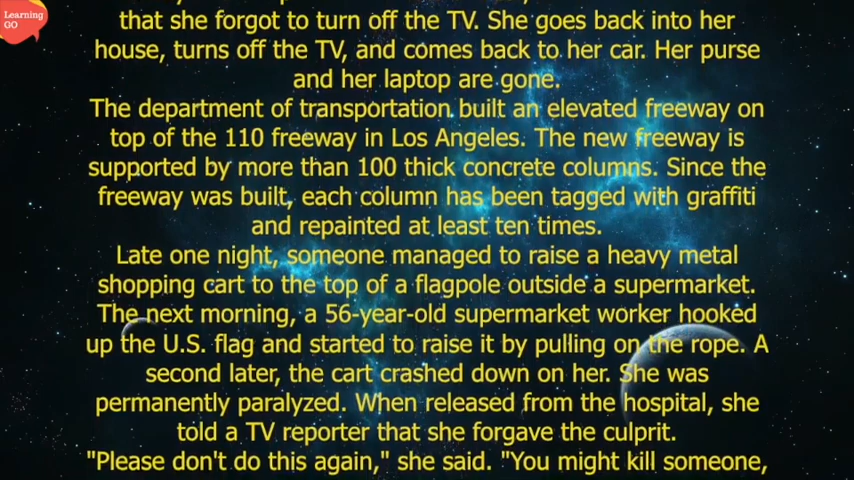 Learning
GO
that she forgot to turn off the TV. She goes back into her
house, turns off the TV, and comes back to her car. Her purse
and her laptop are gone.
The department of transportation built an elevated freeway on
top of the 110 freeway in Los Angeles. The new freeway is
supported by more than 100 thick concrete columns. Since the
freeway was built, each column has been tagged with graffiti
and repainted at least ten times.
Late one night, someone managed to raise a heavy metal
shopping cart to the top of a flagpole outside a supermarket.
The next morning, a 56-year-old supermarket worker hooked
up the U.S. flag and started to raise it by pulling on the rope. A
second later, the cart crashed down on her. She was
permanently paralyzed. When released from the hospital, she
told a TV reporter that she forgave the culprit.
"Please don't do this again," she said. "You might kill someone,